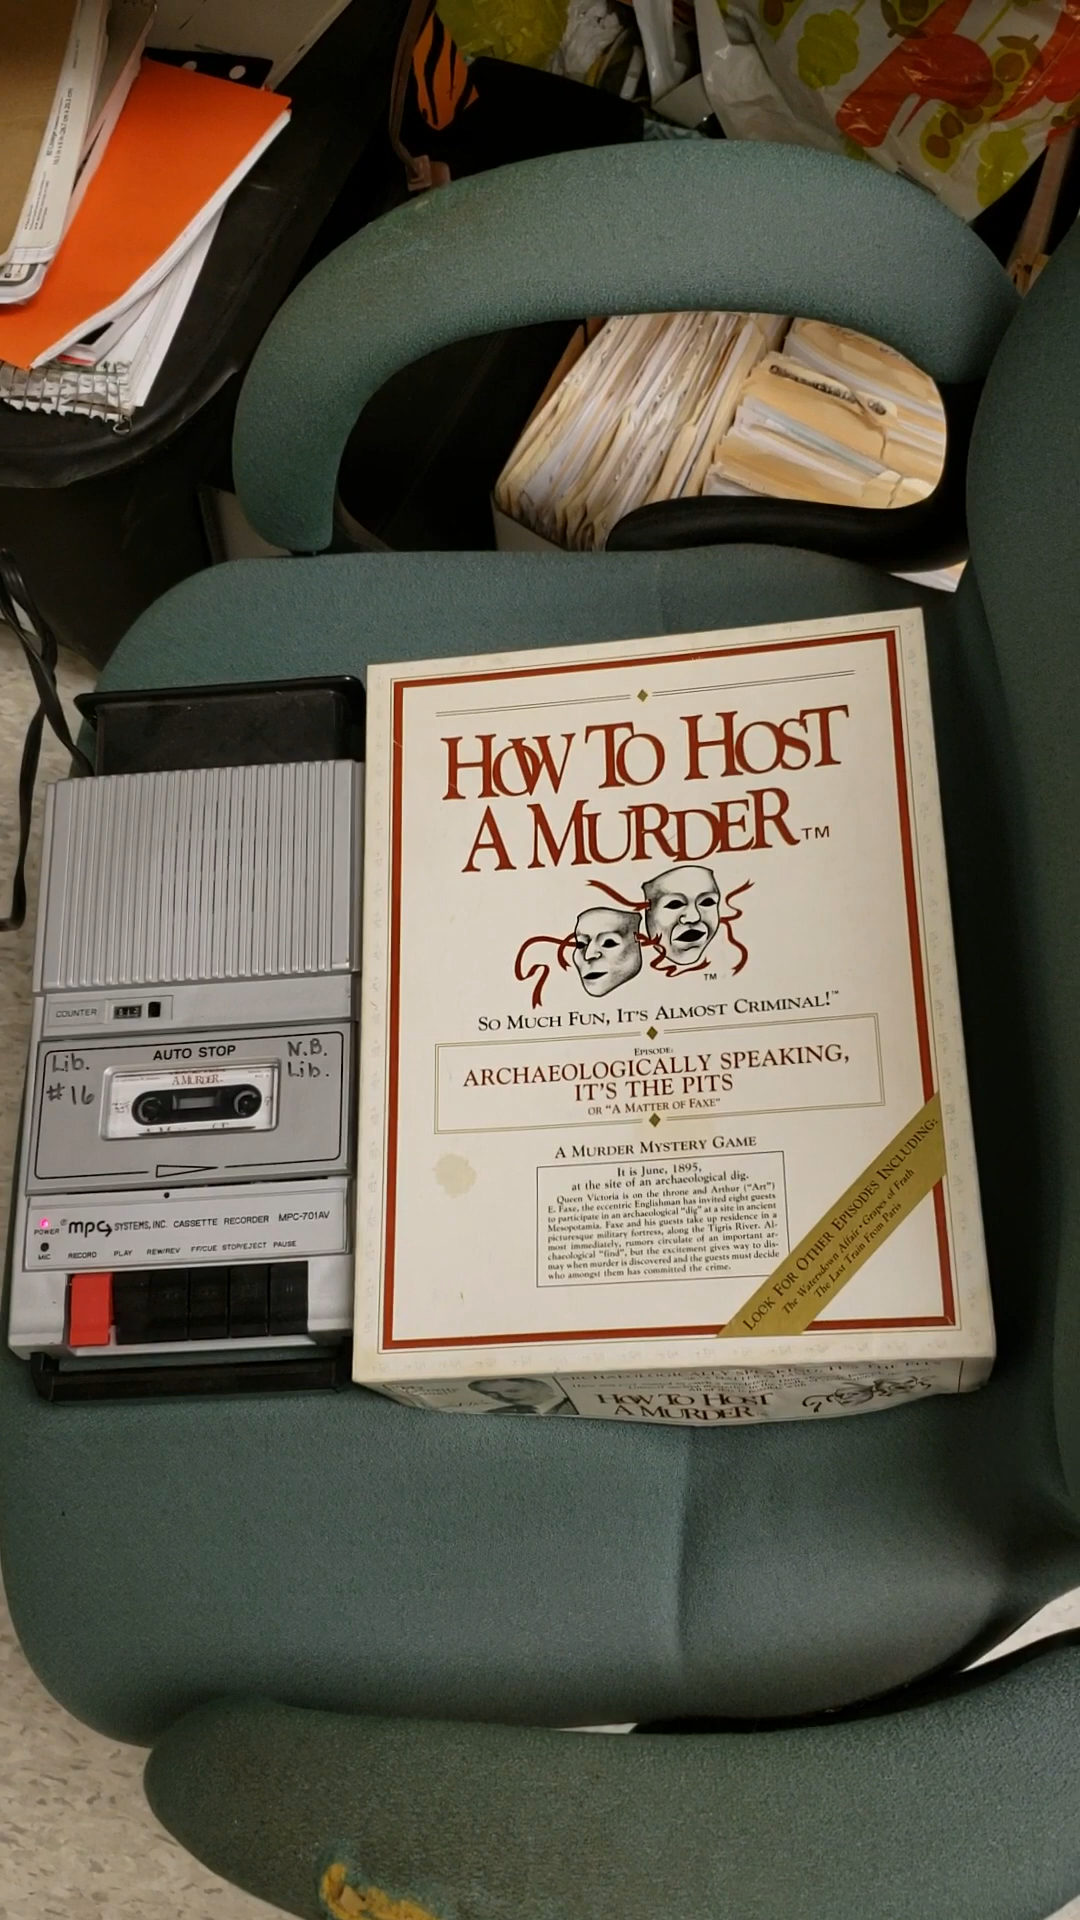 COUNTER
Lib.
#16
AUTO STOP
N.B.
Lib.
A MURDER
POWER
mpc SYSTEMS, INC. CASSETTE RECORDER MPC-701AV
MIC RECORD PLAY REW/REV FF/CUE STOP/EJECT PAUSE
HOW TO HOST
A MURDER™
TM
SO MUCH FUN, IT'S ALMOST CRIMINAL!™
EPISODE:
ARCHAEOLOGICALLY SPEAKING,
IT'S THE PITS
OR "A MATTER OF FAXE"
A MURDER MYSTERY GAME
It is June, 1895,
at the site of an archaeological dig.
Queen Victoria is on the throne and Arthur ("Art")
E. Faxe, the eccentric Englishman has invited eight guests
to participate in an archaeological "dig" at a site in ancient
Mesopotamia. Faxe and his guests take up residence in a
picturesque military fortress, along the Tigris River. Al-
most immediately, rumors circulate of an important ar-
chaeological "find", but the excitement gives way to dis-
may when murder is discovered and the guests must decide
who amongst them has committed the crime.
LOOK FOR OTHER EPISODES INCLUDING:
The Watersdown Affair • Grapes of Frath
The Last Train From Paris
HOW TO HOST
A MURDER